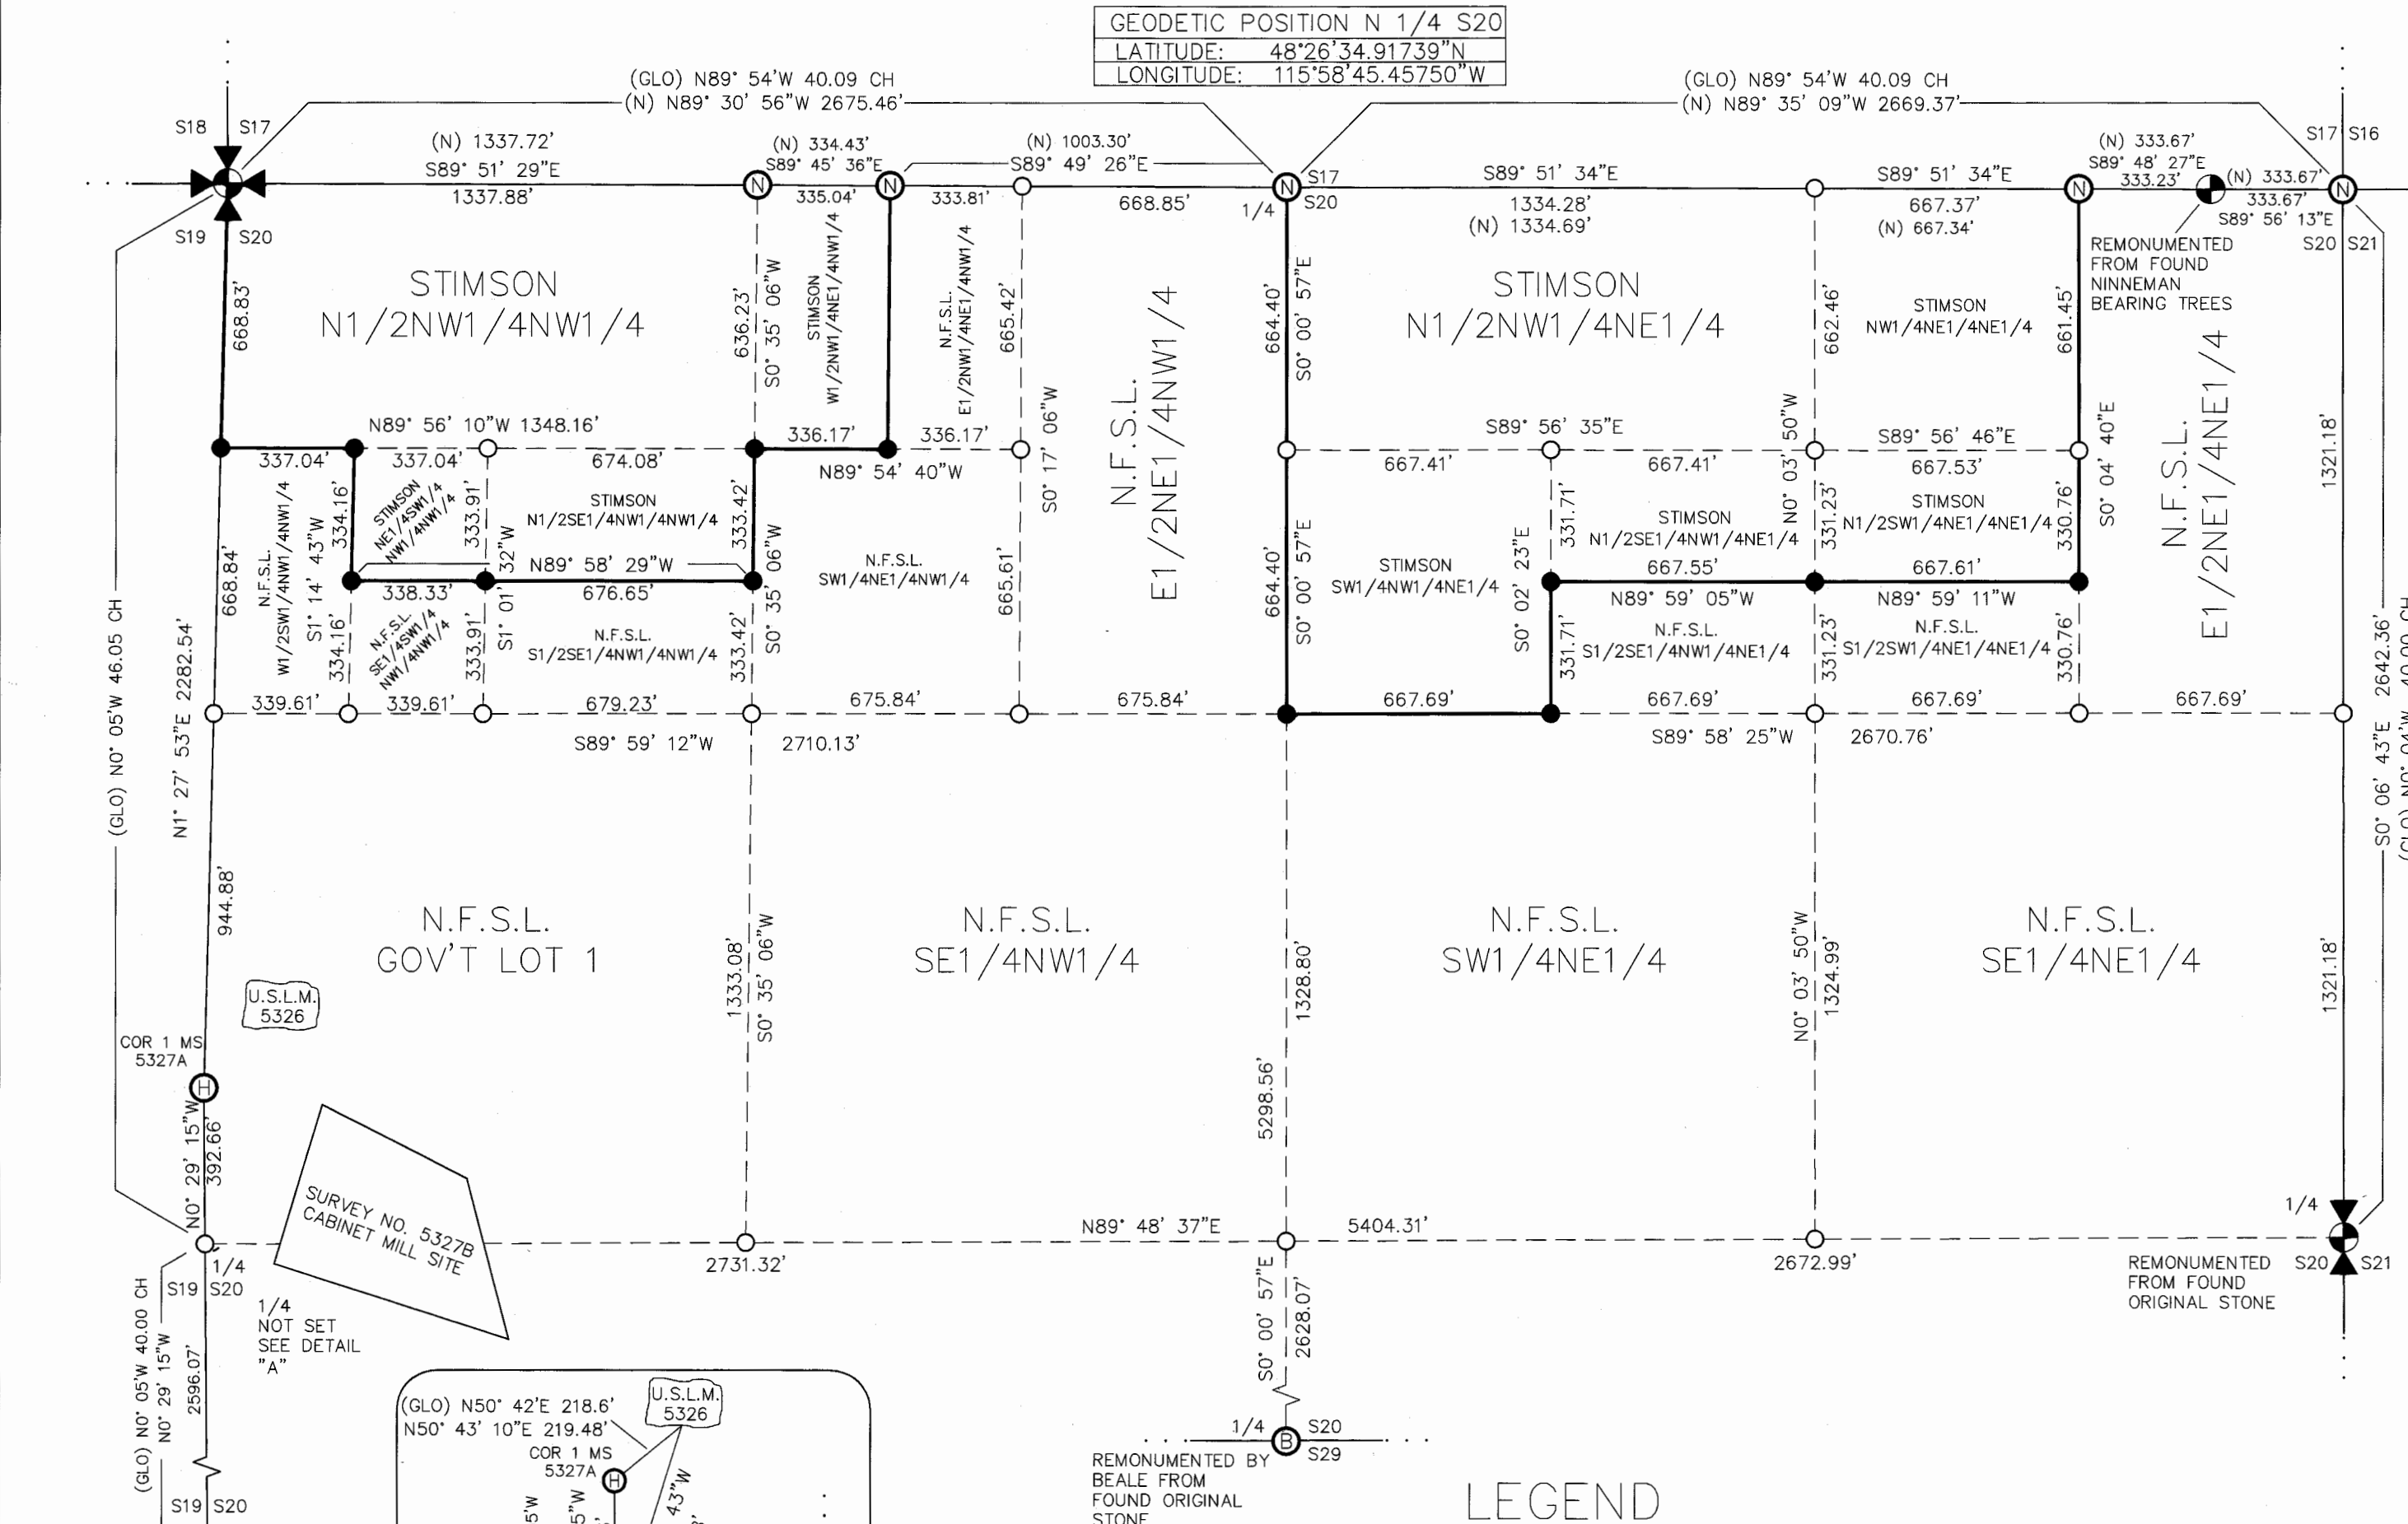 GEODETIC POSITION N 1/4 S20
LATITUDE: 48°26'34.91739"N
LONGITUDE: 115°58'45.45750"W
(GLO) N89° 54'W 40.09 CH
(N) N89° 30' 56"W 2675.46'
(GLO) N89° 54'W 40.09 CH
(N) N89° 35' 09"W 2669.37'
S18 S17
S19 S20
(N) 1337.72'
S89° 51' 29"E
1337.88'
(N) 334.43'
S89° 45' 36"E
335.04'
(N) 1003.30'
S89° 49' 26"E
333.81'
668.85'
N
N
N
S17
S20
1/4
S89° 51' 34"E
1334.28'
(N) 1334.69'
S89° 51' 34"E
667.37'
(N) 667.34'
N
(N) 333.67'
S89° 48' 27"E
333.23'
(N) 333.67'
333.67'
S89° 56' 13"E
N
S17 S16
S20 S21
REMONUMENTED
FROM FOUND
NINNEMAN
BEARING TREES
668.83'
STIMSON
N1/2NW1/4NW1/4
636.23'
S0° 35' 06"W
STIMSON
W1/2NW1/4NE1/4NW1/4
N.F.S.L.
E1/2NW1/4NE1/4NW1/4
665.42'
S0° 17' 06"W
N.F.S.L.
E1/2NE1/4NW1/4
664.40'
S0° 00' 57"E
STIMSON
N1/2NW1/4NE1/4
662.46'
N0° 03' 50"W
STIMSON
NW1/4NE1/4NE1/4
661.45'
S0° 04' 40"E
N.F.S.L.
E1/2NE1/4NE1/4
1321.18'
N89° 56' 10"W 1348.16'
337.04'
337.04'
674.08'
336.17'
336.17'
N89° 54' 40"W
S89° 56' 35"E
667.41'
667.41'
S89° 56' 46"E
667.53'
668.84'
N.F.S.L.
W1/2SW1/4NW1/4NW1/4
S1° 14' 43"W
334.16'
334.16'
STIMSON
NE1/4SW1/4
NW1/4NW1/4
333.91'
333.91'
S1° 01' 32"W
STIMSON
N1/2SE1/4NW1/4NW1/4
333.42'
333.42'
S0° 35' 06"W
N89° 58' 29"W
338.33'
676.65'
N.F.S.L.
SE1/4SW1/4
NW1/4NW1/4
N.F.S.L.
S1/2SE1/4NW1/4NW1/4
N.F.S.L.
SW1/4NE1/4NW1/4
665.61'
664.40'
S0° 00' 57"E
STIMSON
SW1/4NW1/4NE1/4
S0° 02' 23"E
331.71'
331.71'
STIMSON
N1/2SE1/4NW1/4NE1/4
331.23'
331.23'
STIMSON
N1/2SW1/4NE1/4NE1/4
330.76'
330.76'
667.55'
N89° 59' 05"W
667.61'
N89° 59' 11"W
N.F.S.L.
S1/2SE1/4NW1/4NE1/4
N.F.S.L.
S1/2SW1/4NE1/4NE1/4
339.61'
339.61'
679.23'
675.84'
675.84'
667.69'
667.69'
667.69'
667.69'
S89° 59' 12"W 2710.13'
S89° 58' 25"W 2670.76'
(GLO) N0° 05'W 46.05 CH
N1° 27' 53"E 2282.54'
944.88'
S0° 06' 43"E 2642.36'
(GLO) N0° 04'W 40.00 CH
N.F.S.L.
GOV'T LOT 1
1333.08'
S0° 35' 06"W
N.F.S.L.
SE1/4NW1/4
1328.80'
5298.56'
N.F.S.L.
SW1/4NE1/4
N0° 03' 50"W
1324.99'
N.F.S.L.
SE1/4NE1/4
1321.18'
U.S.L.M.
5326
COR 1 MS
5327A
H
N0° 29' 15"W
392.66'
SURVEY NO. 5327B
CABINET MILL SITE
1/4
S19 S20
1/4
NOT SET
SEE DETAIL
"A"
2731.32'
N89° 48' 37"E 5404.31'
2672.99'
1/4
S20 S21
REMONUMENTED
FROM FOUND
ORIGINAL STONE
(GLO) N0° 05'W 40.00 CH
N0° 29' 15"W
2596.07'
S19 S20
S0° 00' 57"E
2628.07'
1/4 S20
B
S29
REMONUMENTED BY
BEALE FROM
FOUND ORIGINAL
STONE
(GLO) N50° 42'E 218.6'
N50° 43' 10"E 219.48'
U.S.L.M.
5326
COR 1 MS
5327A
H
43"W
LEGEND